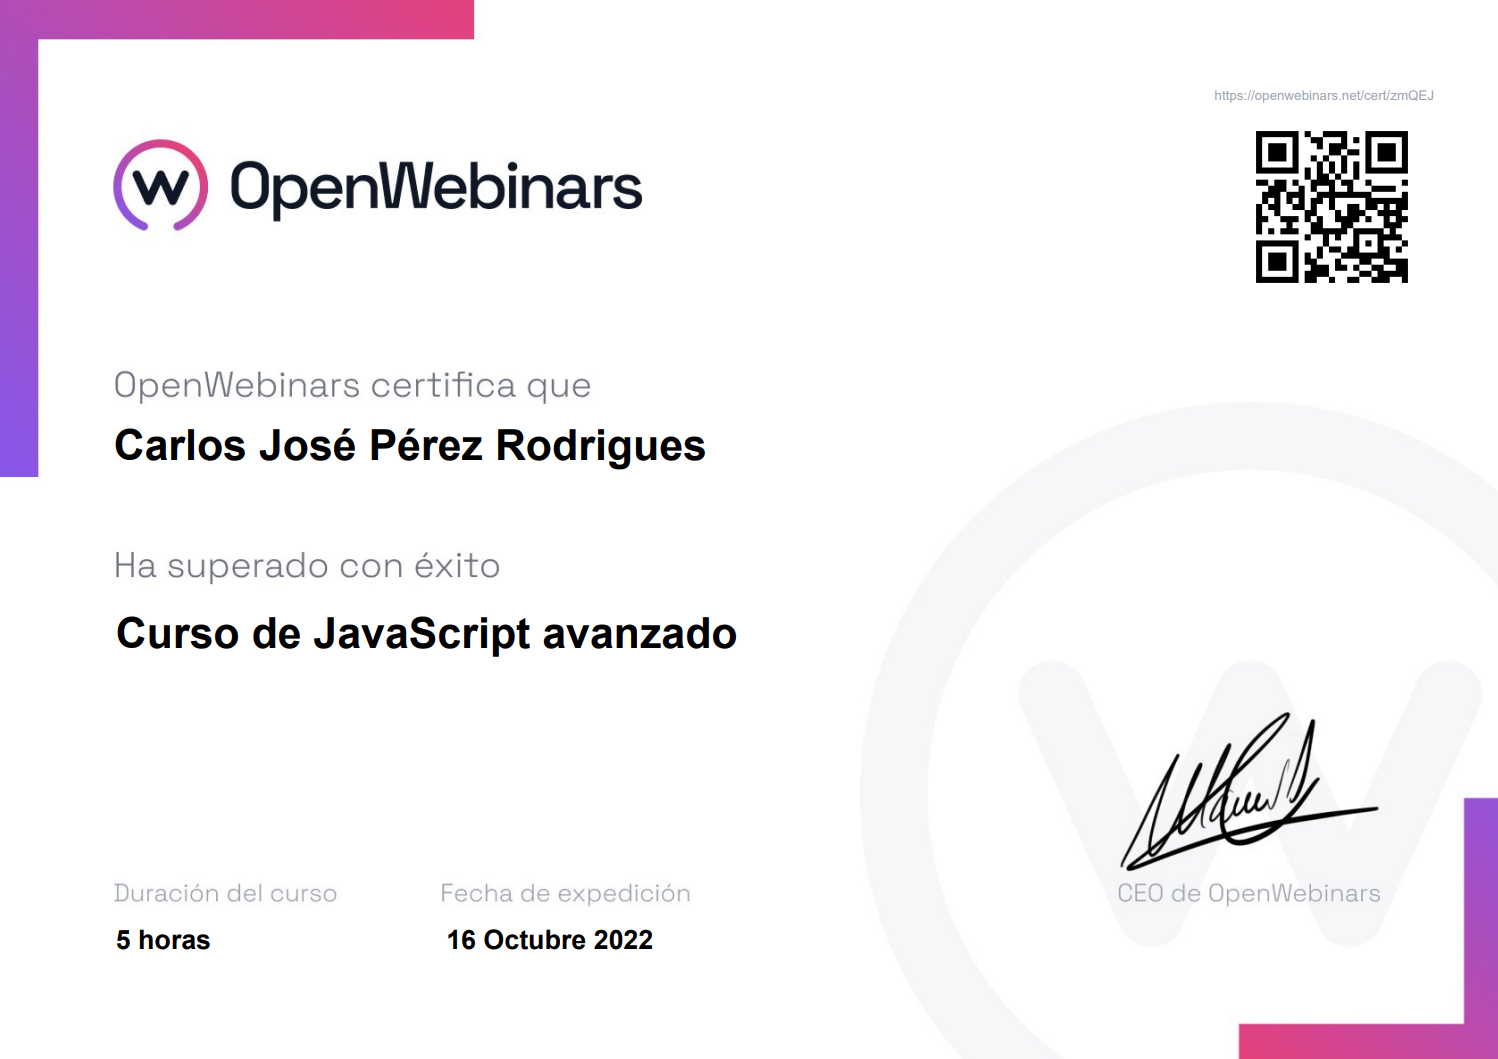 https://openwebinars.net/cert/zmQEJ
OpenWebinars
OpenWebinars certifica que
Carlos José Pérez Rodrigues
Ha superado con éxito
Curso de JavaScript avanzado
Duración del curso
5 horas
Fecha de expedición
16 Octubre 2022
CEO de OpenWebinars